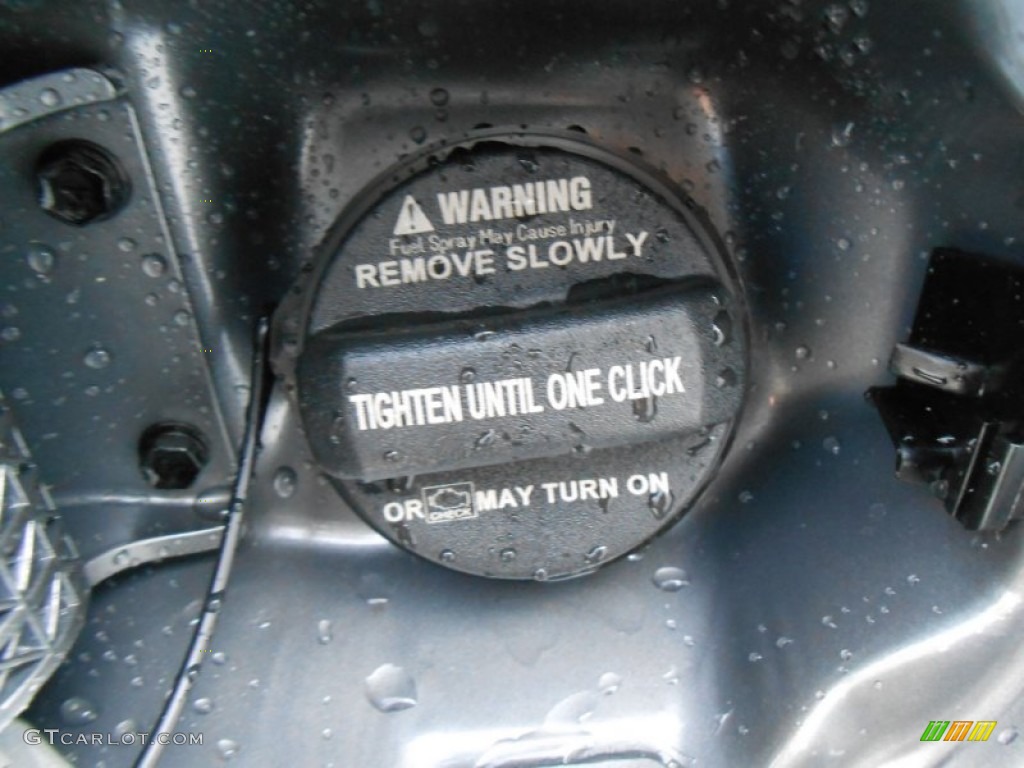 WARNING
Fuel Spray May Cause Injury
REMOVE SLOWLY
TIGHTEN UNTIL ONE CLICK
OR CHECK MAY TURN ON
GTCARLOT.COM